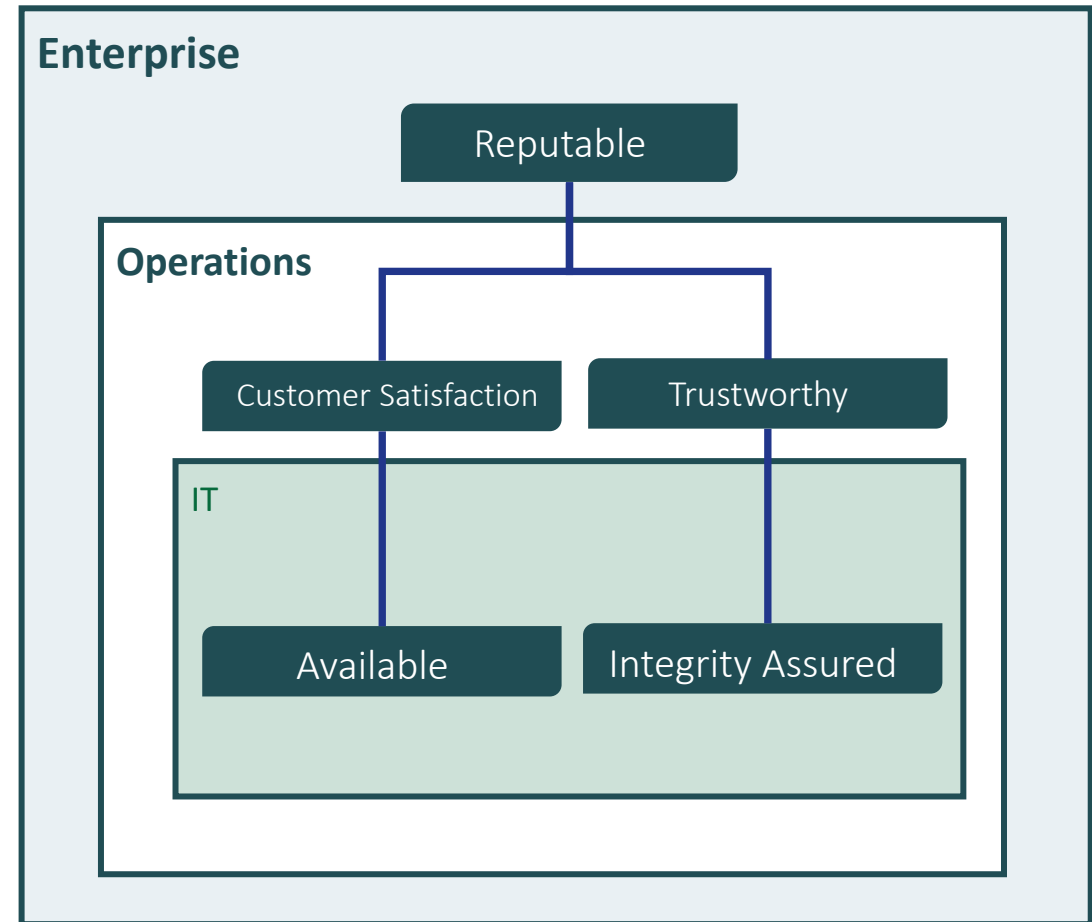 Enterprise
Reputable
Operations
Customer Satisfaction
Trustworthy
IT
Available
Integrity Assured